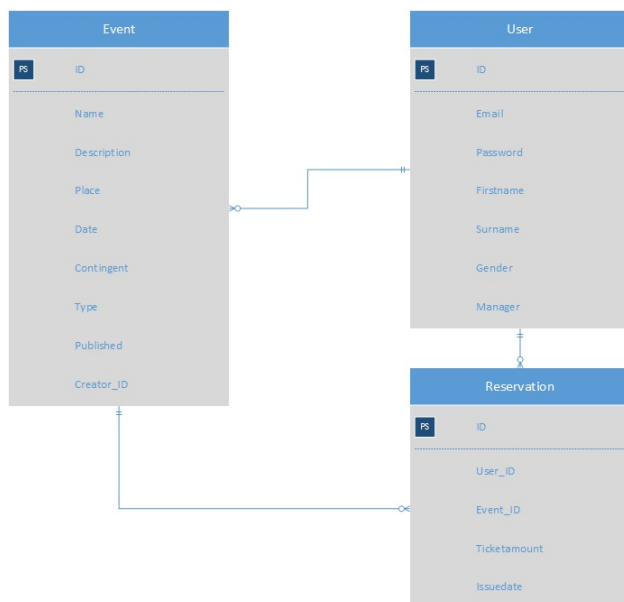 Event
PS ID
Name
Description
Place
Date
Contingent
Type
Published
Creator_ID
User
PS ID
Email
Password
Firstname
Surname
Gender
Manager
Reservation
PS ID
User_ID
Event_ID
Ticketamount
Issuedate